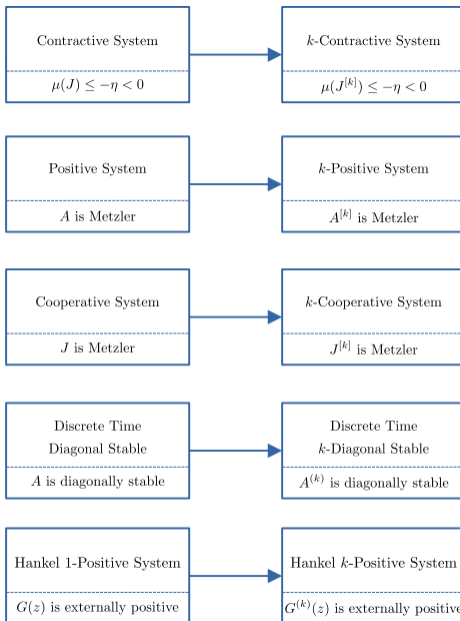 Contractive System
k-Contractive System
μ(J) ≤ −η < 0
μ(J^{[k]}) ≤ −η < 0
Positive System
k-Positive System
A is Metzler
A^{[k]} is Metzler
Cooperative System
k-Cooperative System
J is Metzler
J^{[k]} is Metzler
Discrete Time
Diagonal Stable
Discrete Time
k-Diagonal Stable
A is diagonally stable
A^{(k)} is diagonally stable
Hankel 1-Positive System
Hankel k-Positive System
G(z) is externally positive
G^{(k)}(z) is externally positive